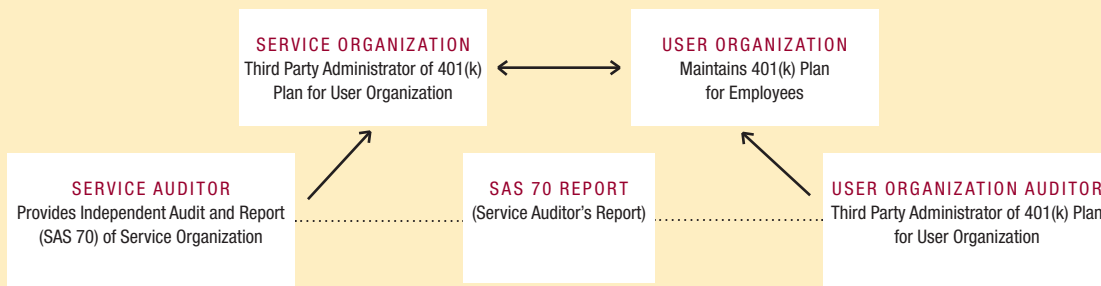 SERVICE ORGANIZATION
Third Party Administrator of 401(k)
Plan for User Organization
USER ORGANIZATION
Maintains 401(k) Plan
for Employees
SERVICE AUDITOR
Provides Independent Audit and Report
(SAS 70) of Service Organization
SAS 70 REPORT
(Service Auditor's Report)
USER ORGANIZATION AUDITOR
Third Party Administrator of 401(k) Plan
for User Organization